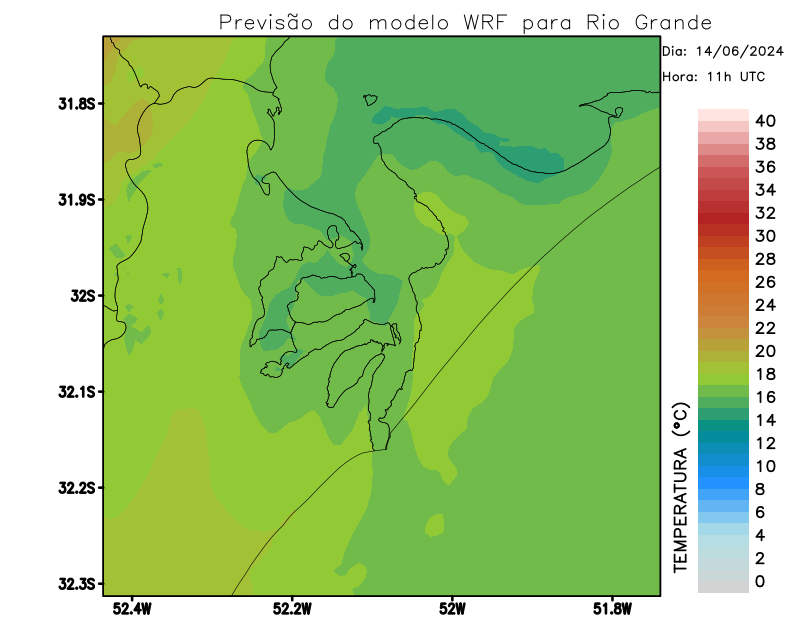 Previsão do modelo WRF para Rio Grande
Dia: 14/06/2024
Hora: 11h UTC
31.8S
31.9S
32S
32.1S
32.2S
32.3S
52.4W
52.2W
52W
51.8W
TEMPERATURA (°C)
40
38
36
34
32
30
28
26
24
22
20
18
16
14
12
10
8
6
4
2
0